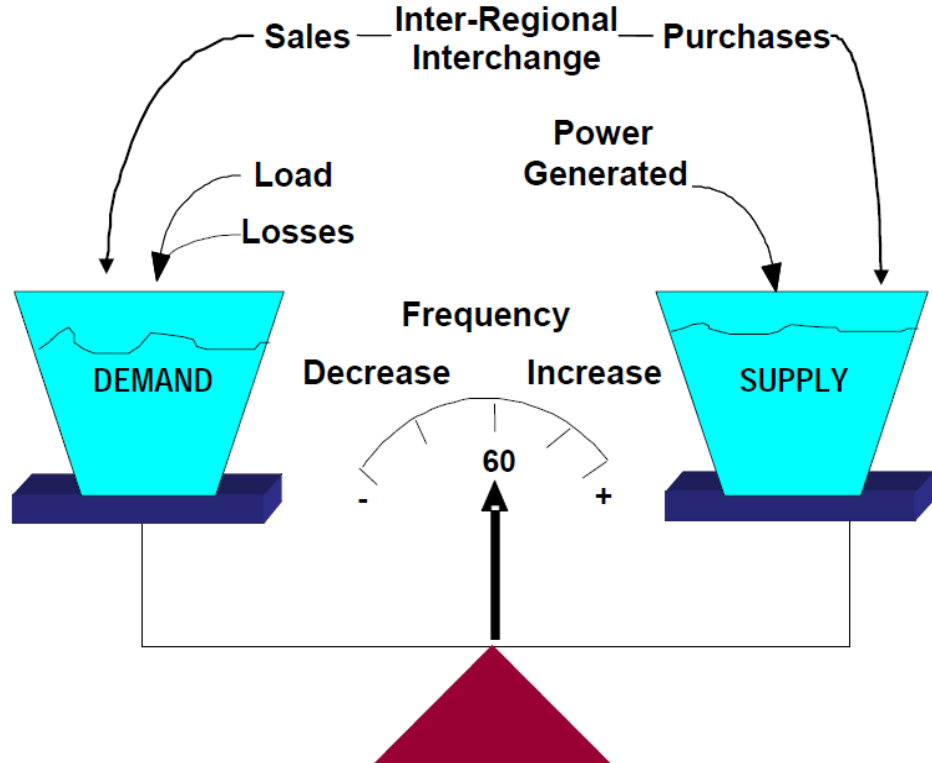 Sales
Inter-Regional
Interchange
Purchases
Load
Losses
Power
Generated
Frequency
Decrease
Increase
DEMAND
SUPPLY
60
-
+